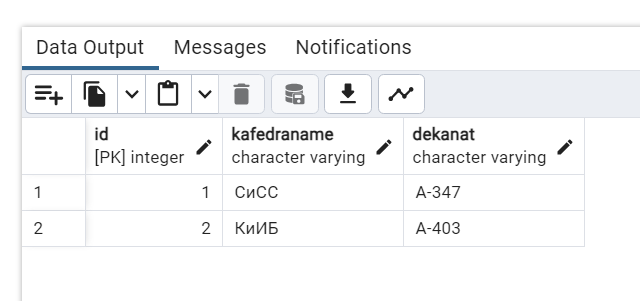 Data Output Messages Notifications
id kafedraname dekanat
[PK] integer character varying character varying
1 1 СиСС А-347
2 2 КиИБ А-403